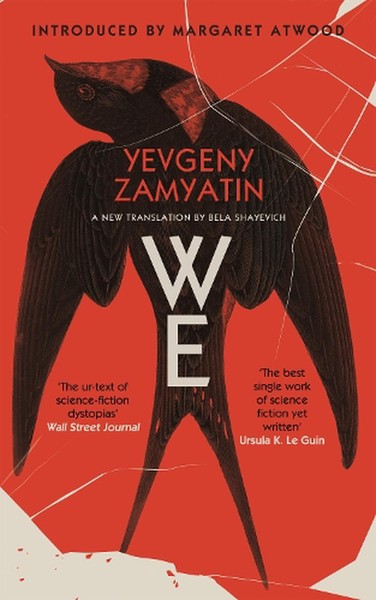 INTRODUCED BY MARGARET ATWOOD
YEVGENY
ZAMYATIN
A NEW TRANSLATION BY BELA SHAYEVICH
W
E
'The ur-text of
science-fiction
dystopias'
Wall Street Journal
'The best
single work
of science
fiction yet
written'
Ursula K. Le Guin